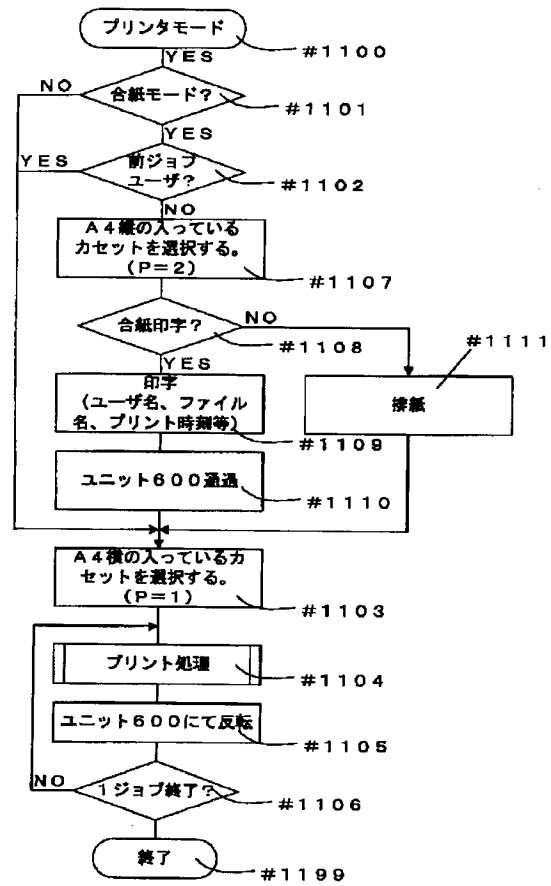 プリンタモード
#1100
YES
合紙モード?
NO
#1101
YES
前ジョブ
ユーザ?
YES
#1102
NO
A4縦の入っている
カセットを選択する。
(P=2)
#1107
合紙印字?
NO
#1108
#1111
YES
印字
(ユーザ名、ファイル
名、プリント時刻等)
#1109
排紙
ユニット600通過
#1110
A4横の入っているカ
セットを選択する。
(P=1)
#1103
プリント処理
#1104
ユニット600にて反転
#1105
NO
1ジョブ終了?
#1106
終了
#1199